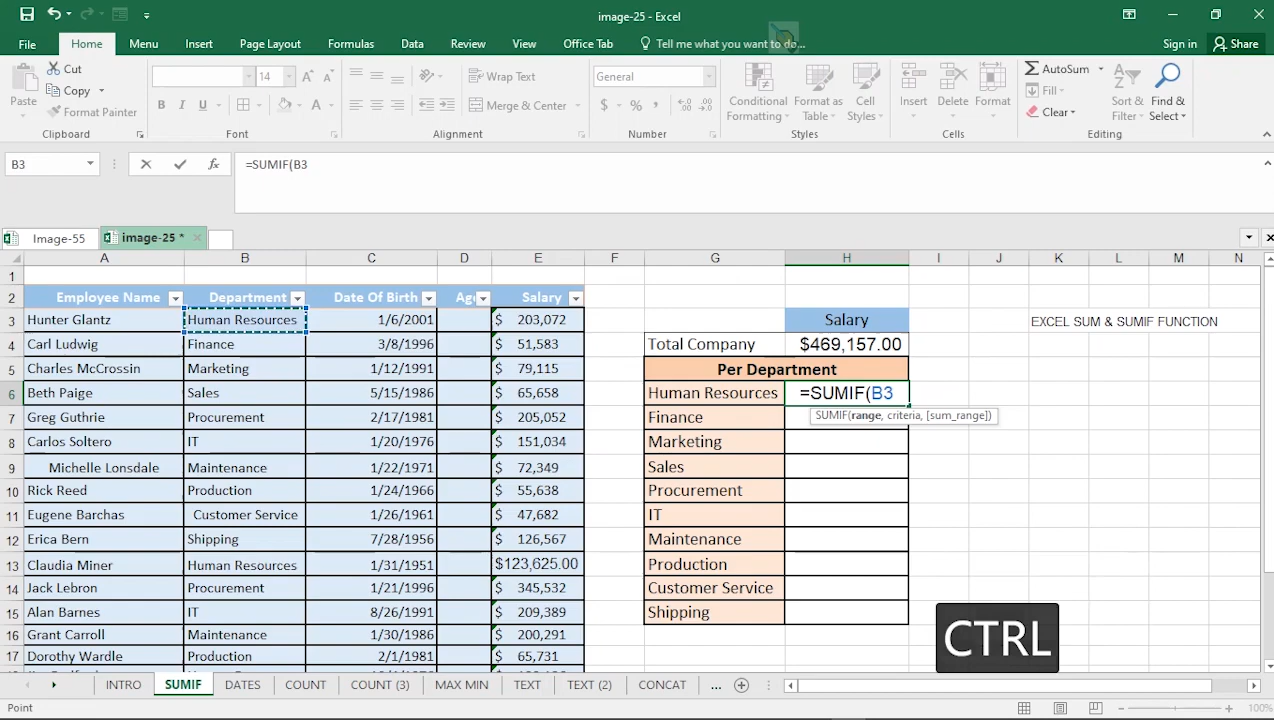 image-25 - Excel
File Home Menu Insert Page Layout Formulas Data Review View Office Tab Tell me what you want to do... Sign in Share
Cut
Copy
Format Painter
Paste
14
Wrap Text
Merge & Center
General
Conditional Formatting
Format as Table
Cell Styles
Insert Delete Format
AutoSum
Fill
Clear
Sort & Filter
Find & Select
Clipboard Font Alignment Number Styles Cells Editing
B3 =SUMIF(B3
Image-55 image-25 *
A B C D E F G H I J K L M N
1
2 Employee Name Department Date Of Birth Age Salary
3 Hunter Glantz Human Resources 1/6/2001 $ 203,072 Salary EXCEL SUM & SUMIF FUNCTION
4 Carl Ludwig Finance 3/8/1996 $ 51,583 Total Company $469,157.00
5 Charles McCrossin Marketing 1/12/1991 $ 79,115 Per Department
6 Beth Paige Sales 5/15/1986 $ 65,658 Human Resources =SUMIF(B3
SUMIF(range, criteria, [sum_range])
7 Greg Guthrie Procurement 2/17/1981 $ 205,052 Finance
8 Carlos Soltero IT 1/20/1976 $ 151,034 Marketing
9 Michelle Lonsdale Maintenance 1/22/1971 $ 72,349 Sales
10 Rick Reed Production 1/24/1966 $ 55,638 Procurement
11 Eugene Barchas Customer Service 1/26/1961 $ 47,682 IT
12 Erica Bern Shipping 7/28/1956 $ 126,567 Maintenance
13 Claudia Miner Human Resources 1/31/1951 $123,625.00 Production
14 Jack Lebron Procurement 1/21/1996 $ 345,532 Customer Service
15 Alan Barnes IT 8/26/1991 $ 209,389 Shipping
16 Grant Carroll Maintenance 1/30/1986 $ 200,291
17 Dorothy Wardle Production 2/1/1981 $ 65,731
CTRL
INTRO SUMIF DATES COUNT COUNT (3) MAX MIN TEXT TEXT (2) CONCAT ...
Point 100%